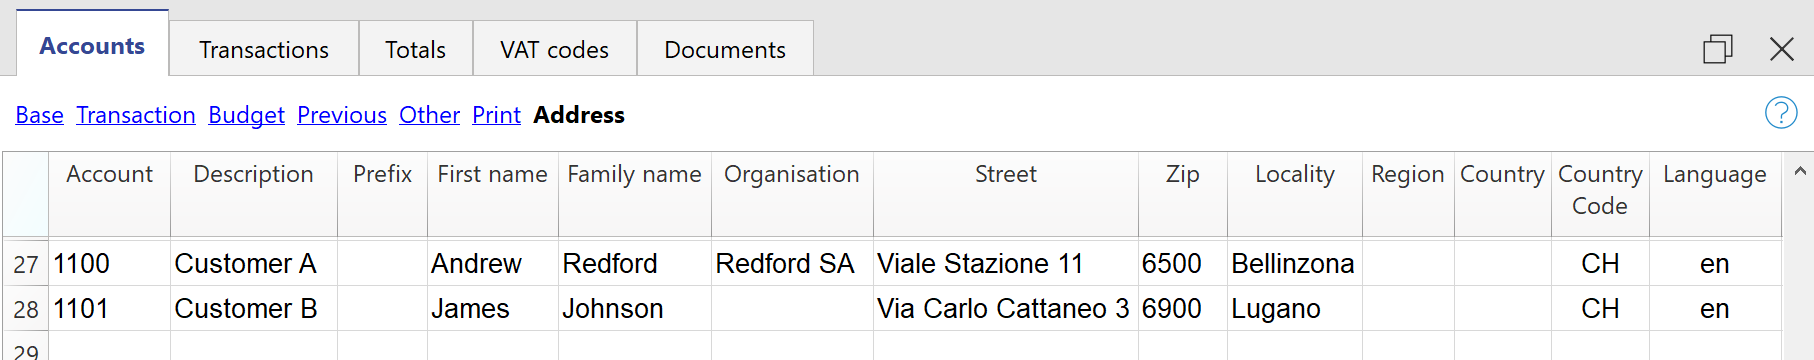 Accounts Transactions Totals VAT codes Documents
Base Transaction Budget Previous Other Print Address ?
Account Description Prefix First name Family name Organisation Street Zip Locality Region Country Country Code Language
27 1100 Customer A Andrew Redford Redford SA Viale Stazione 11 6500 Bellinzona CH en
28 1101 Customer B James Johnson Via Carlo Cattaneo 3 6900 Lugano CH en
29